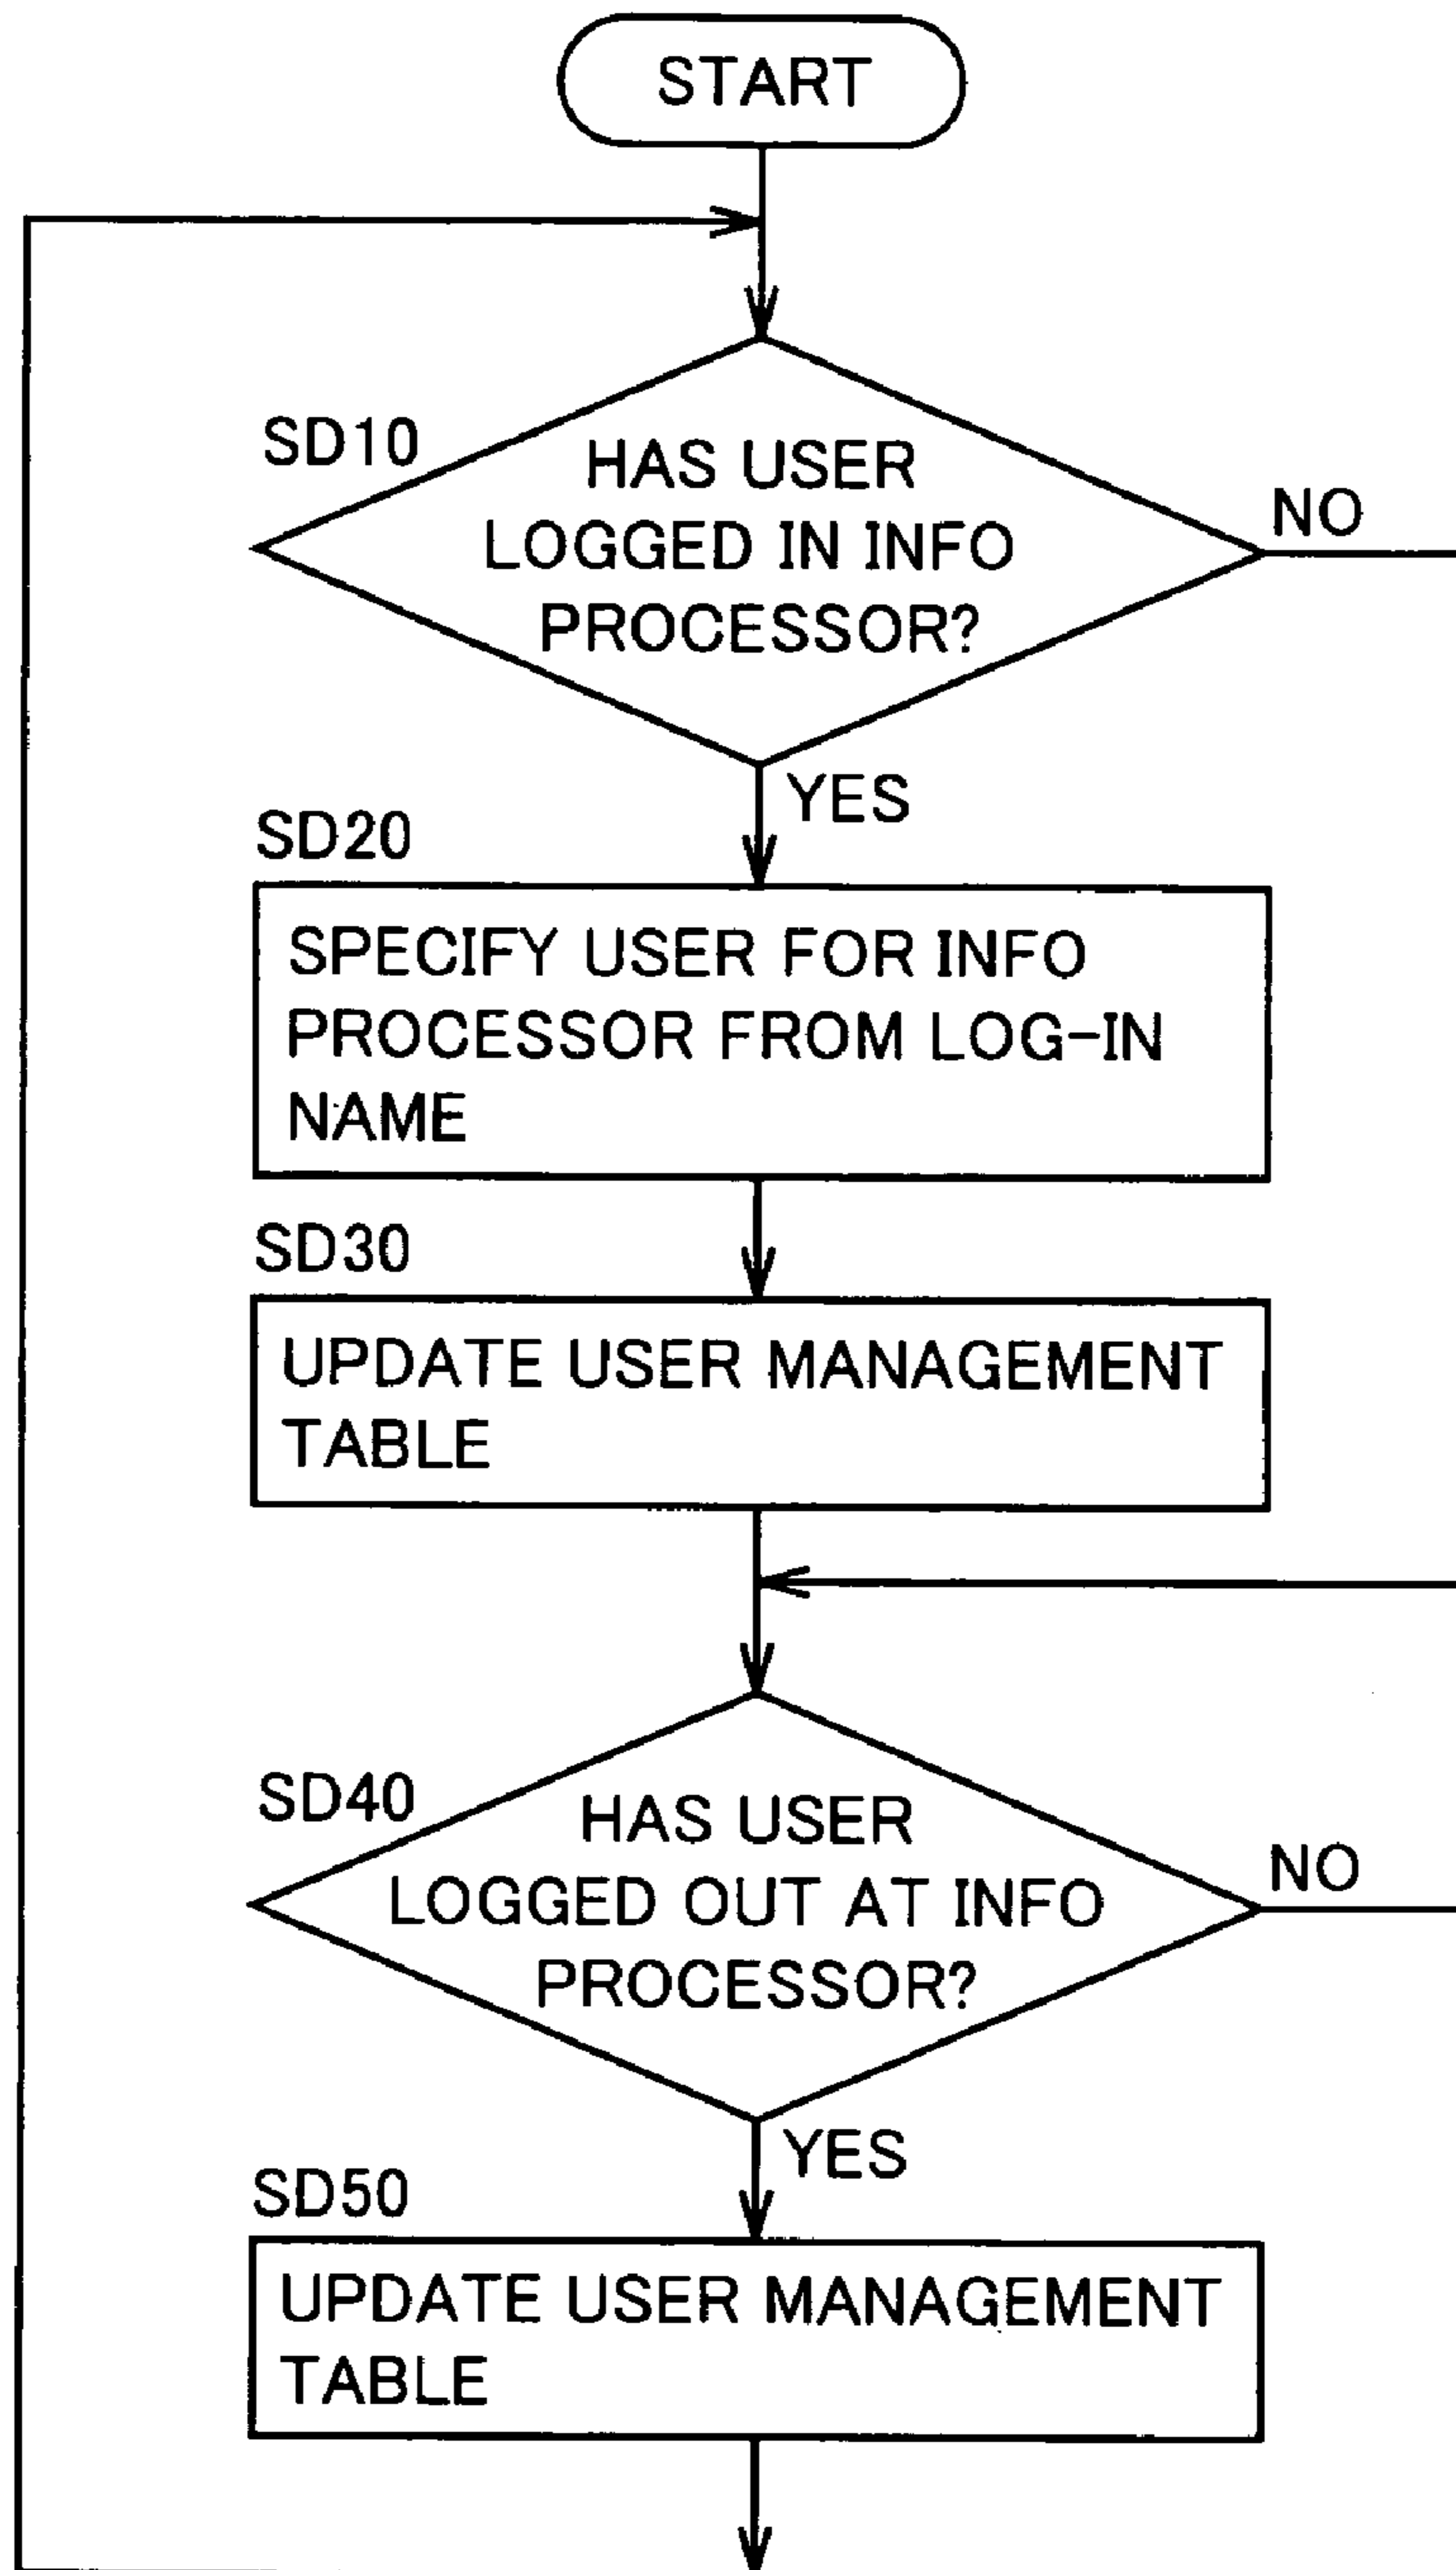 START
SD10
HAS USER
LOGGED IN INFO
PROCESSOR?
NO
YES
SD20
SPECIFY USER FOR INFO
PROCESSOR FROM LOG-IN
NAME
SD30
UPDATE USER MANAGEMENT
TABLE
SD40
HAS USER
LOGGED OUT AT INFO
PROCESSOR?
NO
YES
SD50
UPDATE USER MANAGEMENT
TABLE